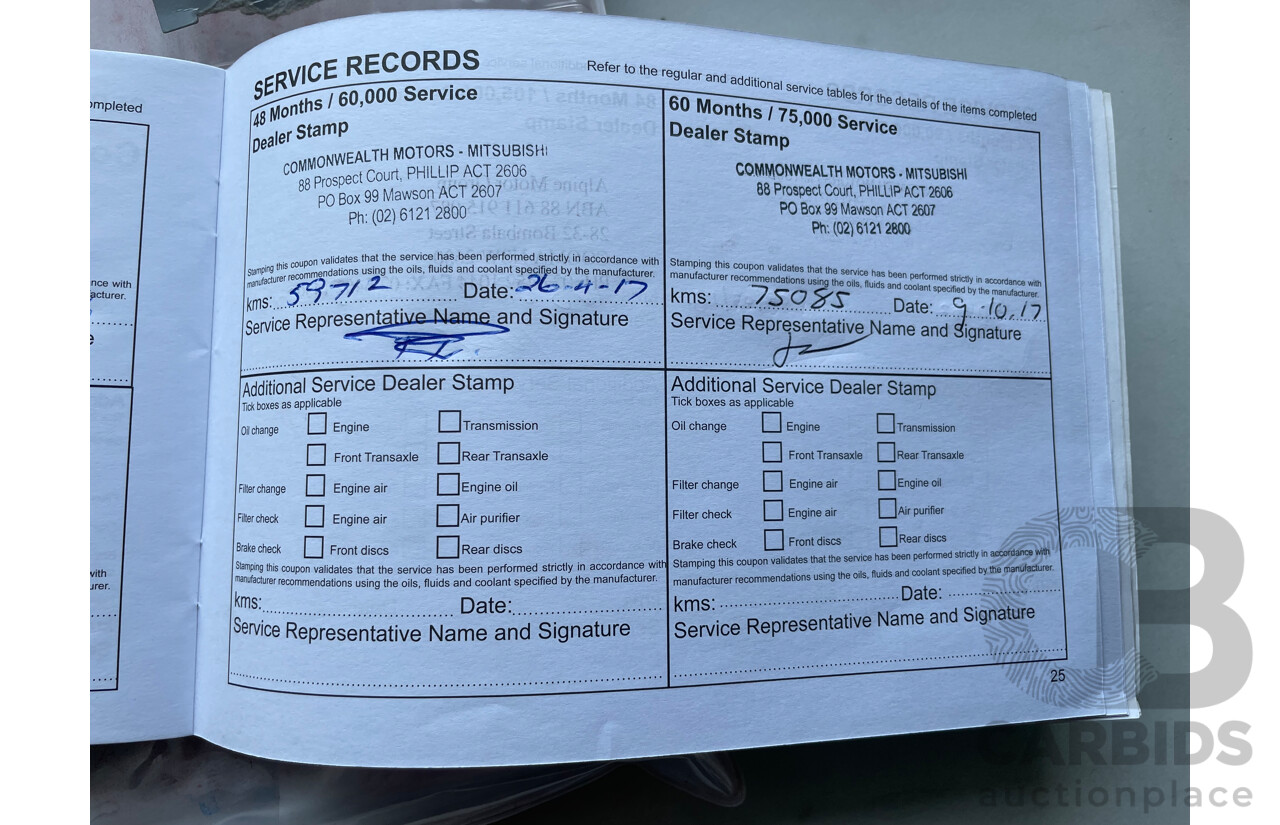 ompleted
nce with
acturer.
e
with
urer.
SERVICE RECORDS
Refer to the regular and additional service tables for the details of the items completed
48 Months / 60,000 Service
Dealer Stamp
COMMONWEALTH MOTORS - MITSUBISHI
88 Prospect Court, PHILLIP ACT 2606
PO Box 99 Mawson ACT 2607
Ph: (02) 6121 2800
Stamping this coupon validates that the service has been performed strictly in accordance with
manufacturer recommendations using the oils, fluids and coolant specified by the manufacturer.
kms: 59712 Date: 26-4-17
Service Representative Name and Signature
60 Months / 75,000 Service
Dealer Stamp
COMMONWEALTH MOTORS - MITSUBISHI
88 Prospect Court, PHILLIP ACT 2606
PO Box 99 Mawson ACT 2607
Ph: (02) 6121 2800
Stamping this coupon validates that the service has been performed strictly in accordance with
manufacturer recommendations using the oils, fluids and coolant specified by the manufacturer.
kms: 75085 Date: 9.10.17
Service Representative Name and Signature
Additional Service Dealer Stamp
Tick boxes as applicable
Oil change Engine Transmission
Front Transaxle Rear Transaxle
Filter change Engine air Engine oil
Filter check Engine air Air purifier
Brake check Front discs Rear discs
Stamping this coupon validates that the service has been performed strictly in accordance with
manufacturer recommendations using the oils, fluids and coolant specified by the manufacturer.
kms: Date:
Service Representative Name and Signature
Additional Service Dealer Stamp
Tick boxes as applicable
Oil change Engine Transmission
Front Transaxle Rear Transaxle
Filter change Engine air Engine oil
Filter check Engine air Air purifier
Brake check Front discs Rear discs
Stamping this coupon validates that the service has been performed strictly in accordance with
manufacturer recommendations using the oils, fluids and coolant specified by the manufacturer.
kms: Date:
Service Representative Name and Signature
25
CARBIDS
auctionplace